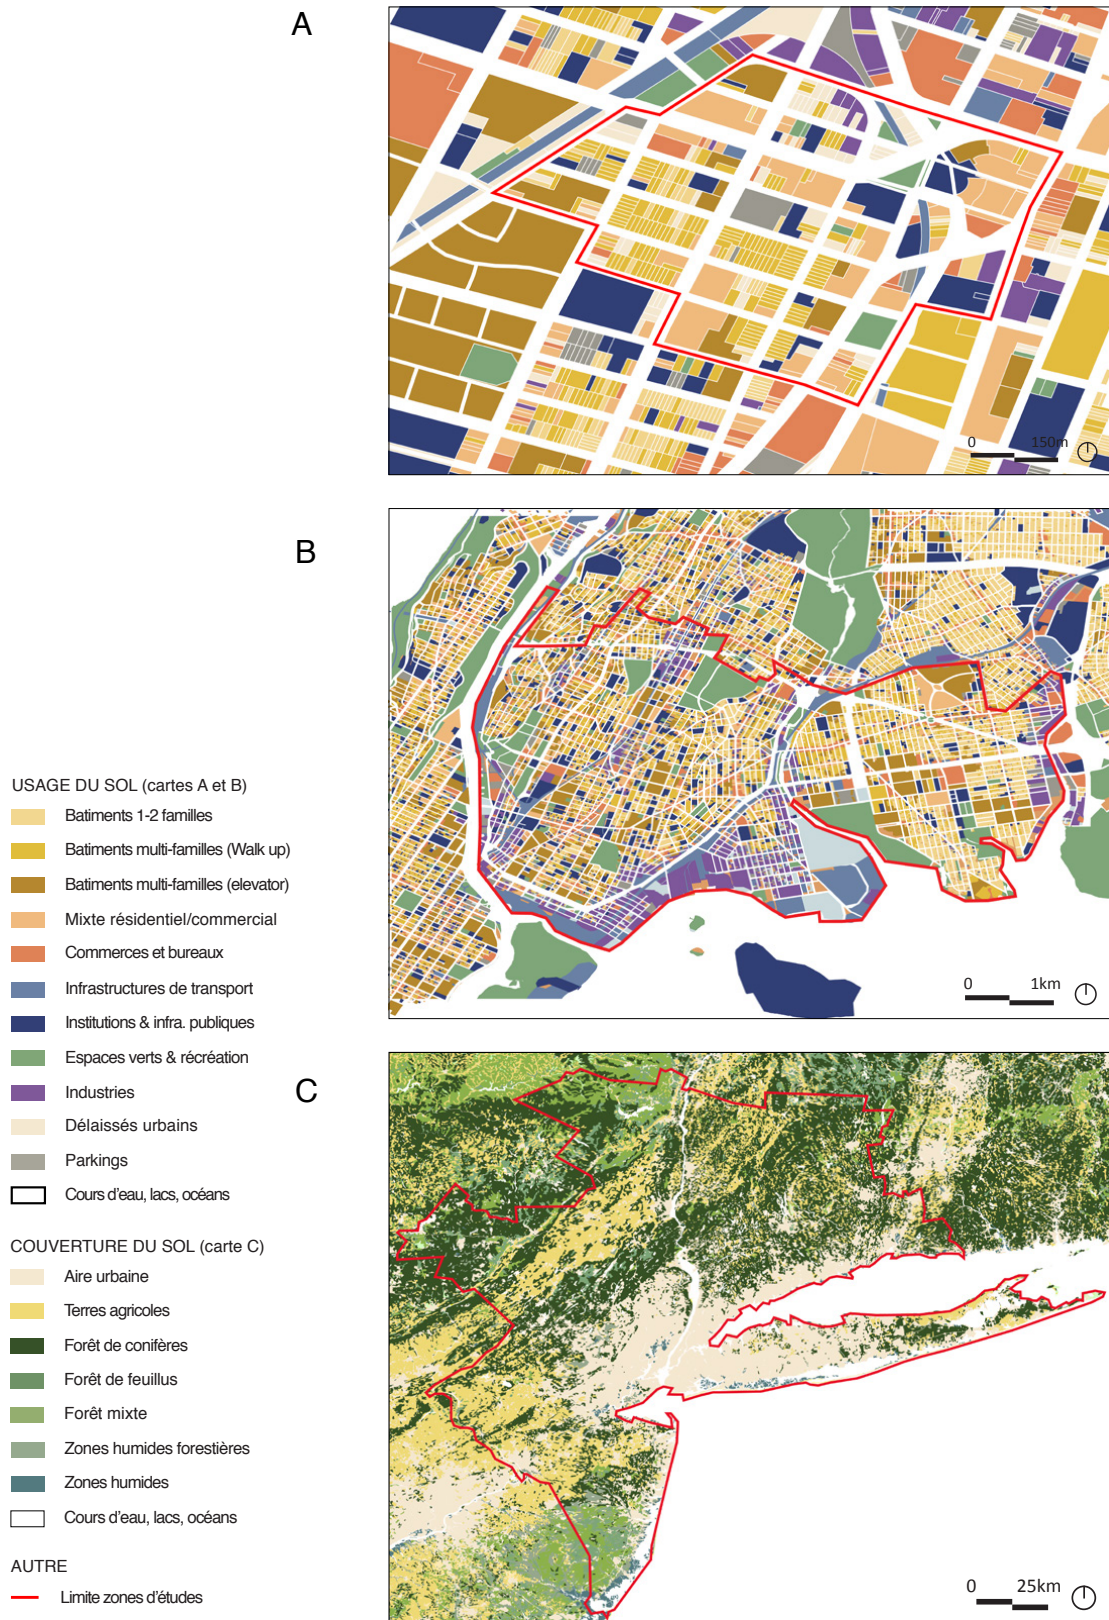 A
0 150m
B
0 1km
C
0 25km
USAGE DU SOL (cartes A et B)
Batiments 1-2 familles
Batiments multi-familles (Walk up)
Batiments multi-familles (elevator)
Mixte résidentiel/commercial
Commerces et bureaux
Infrastructures de transport
Institutions & infra. publiques
Espaces verts & récréation
Industries
Délaissés urbains
Parkings
Cours d'eau, lacs, océans
COUVERTURE DU SOL (carte C)
Aire urbaine
Terres agricoles
Forêt de conifères
Forêt de feuillus
Forêt mixte
Zones humides forestières
Zones humides
Cours d'eau, lacs, océans
AUTRE
Limite zones d'études